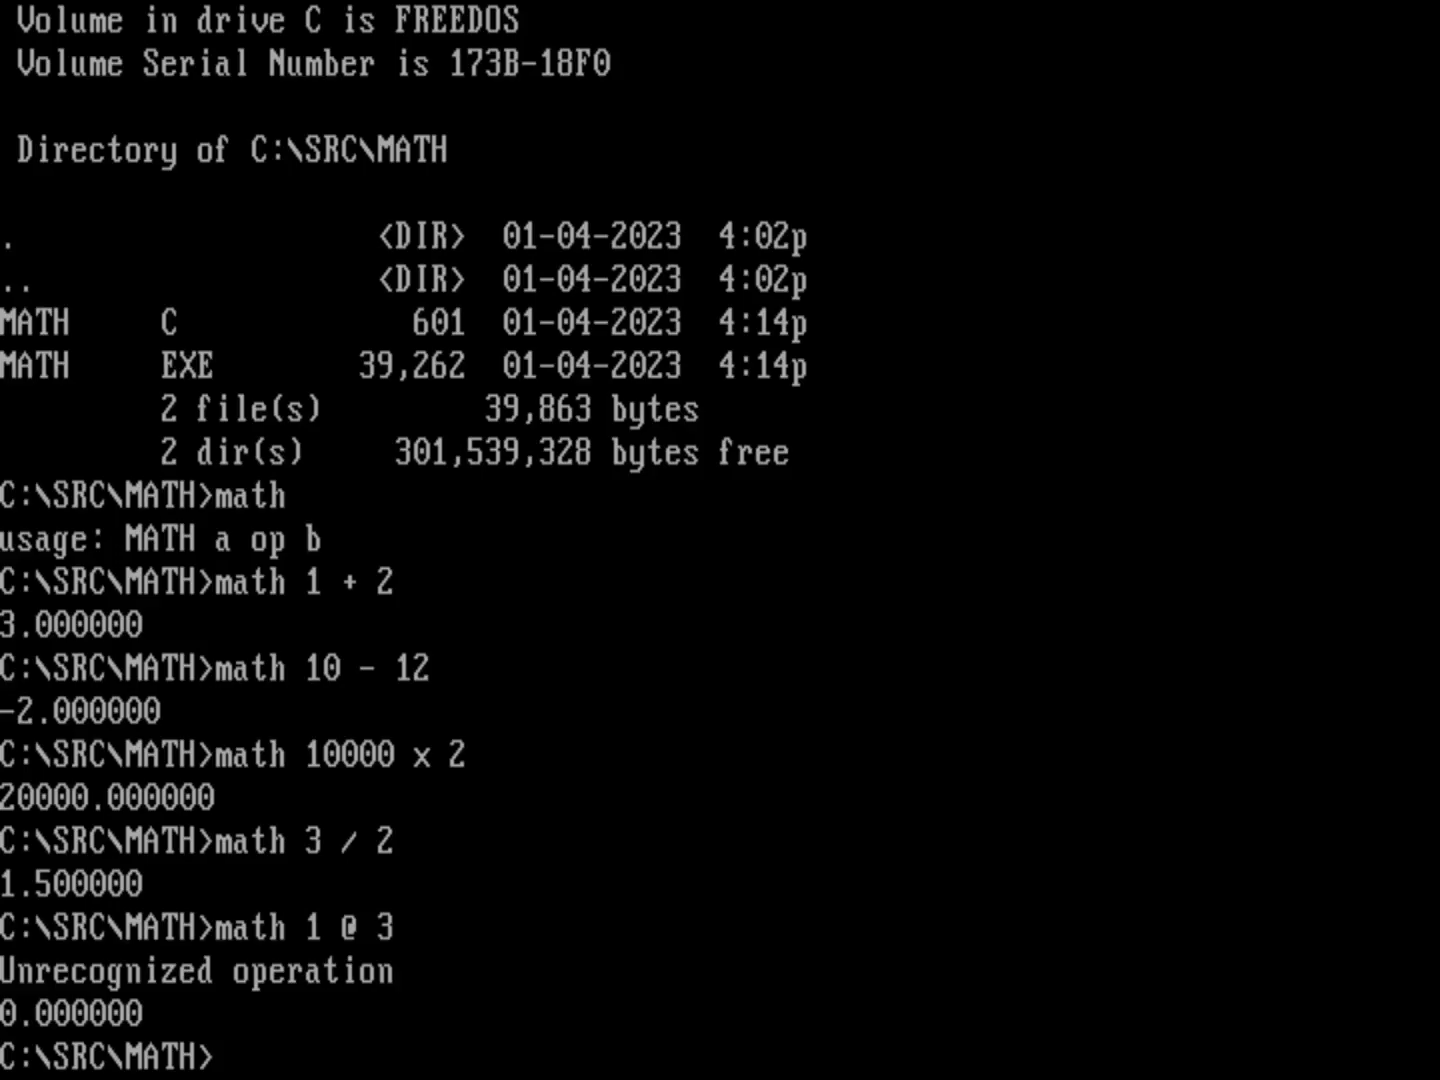 Volume in drive C is FREEDOS
Volume Serial Number is 173B-18F0
Directory of C:\SRC\MATH
. <DIR> 01-04-2023 4:02p
.. <DIR> 01-04-2023 4:02p
MATH C 601 01-04-2023 4:14p
MATH EXE 39,262 01-04-2023 4:14p
2 file(s) 39,863 bytes
2 dir(s) 301,539,328 bytes free
C:\SRC\MATH>math
usage: MATH a op b
C:\SRC\MATH>math 1 + 2
3.000000
C:\SRC\MATH>math 10 - 12
-2.000000
C:\SRC\MATH>math 10000 x 2
20000.000000
C:\SRC\MATH>math 3 / 2
1.500000
C:\SRC\MATH>math 1 @ 3
Unrecognized operation
0.000000
C:\SRC\MATH>